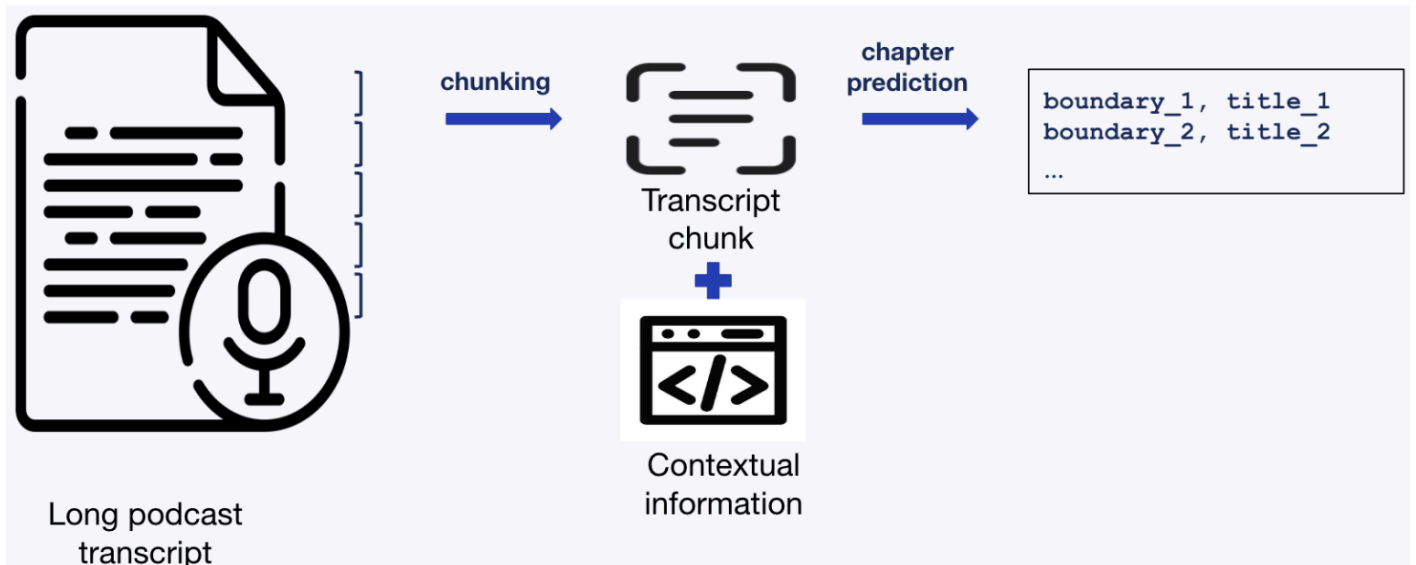 chunking
chapter
prediction
boundary_1, title_1
boundary_2, title_2
...
Transcript
chunk
</>
Contextual
information
Long podcast
transcript